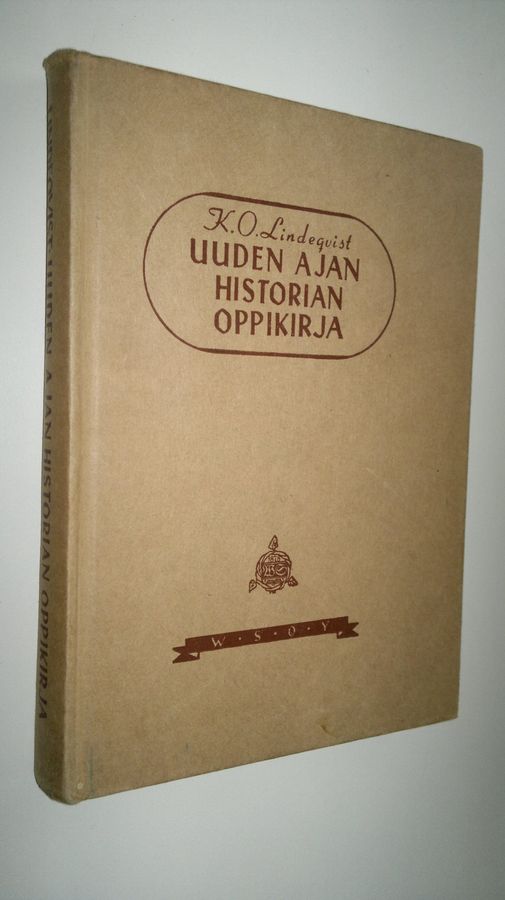 K.O. Lindeqvist
UUDEN AJAN
HISTORIAN
OPPIKIRJA
W·S·O·Y·
LINDEQVIST: UUDEN AJAN HISTORIAN OPPIKIRJA